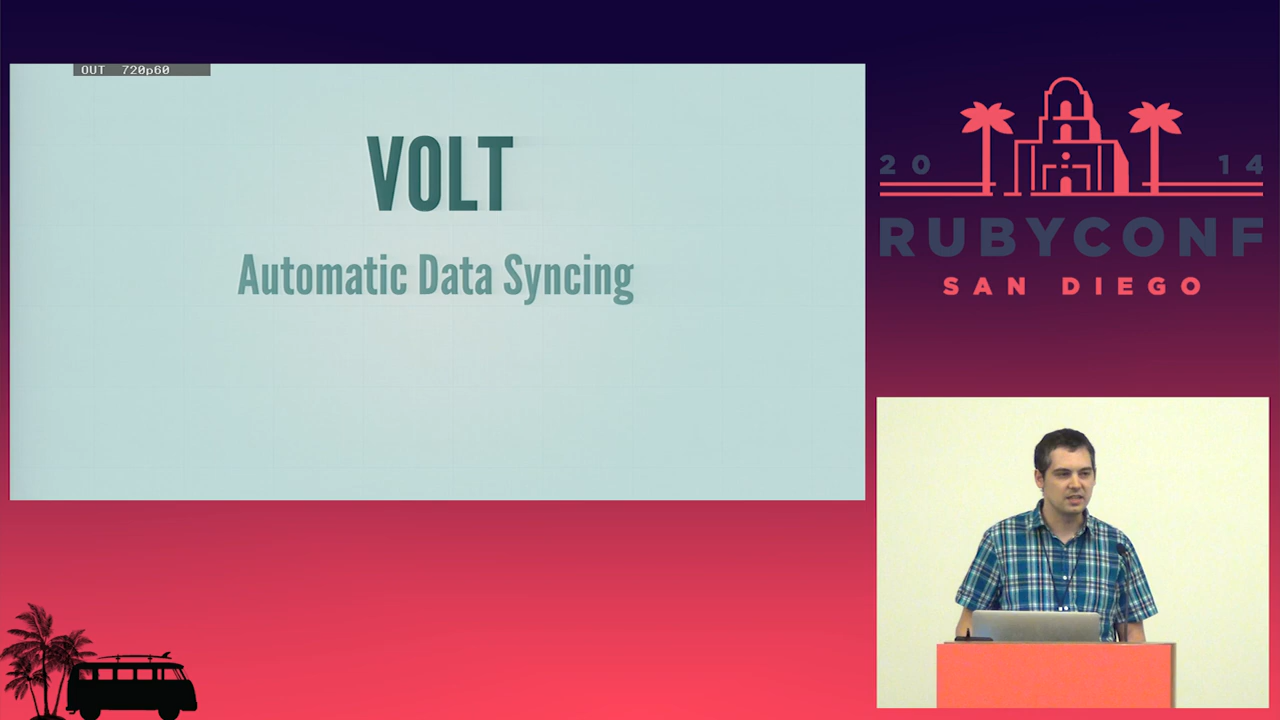 OUT 720p60
VOLT
Automatic Data Syncing
20 14
RUBYCONF
SAN DIEGO